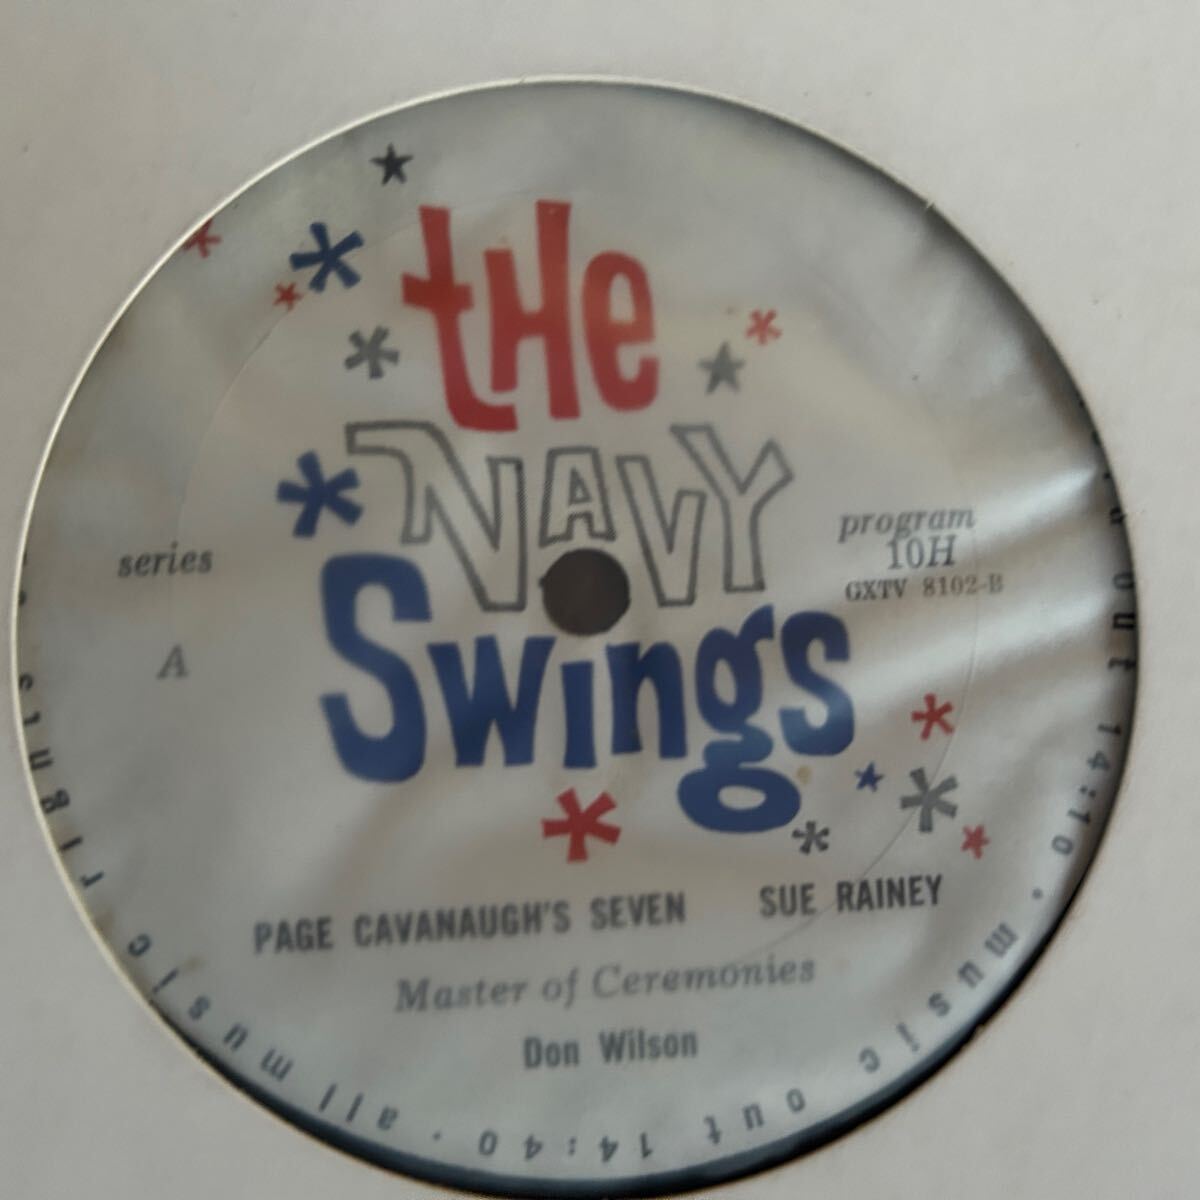 the
NAVY
Swings
series
A
program
10H
GXTV 8102-B
PAGE CAVANAUGH'S SEVEN SUE RAINEY
Master of Ceremonies
Don Wilson
out 14:10 · music out 14:40 · all music rights